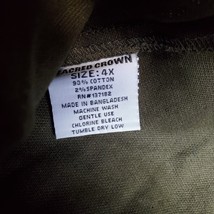 SACRED CROWN
SIZE: 4X
98% COTTON
2% SPANDEX
RN# 137182
MADE IN BANGLADESH
MACHINE WASH
GENTLE USE
CHLORINE BLEACH
TUMBLE DRY LOW